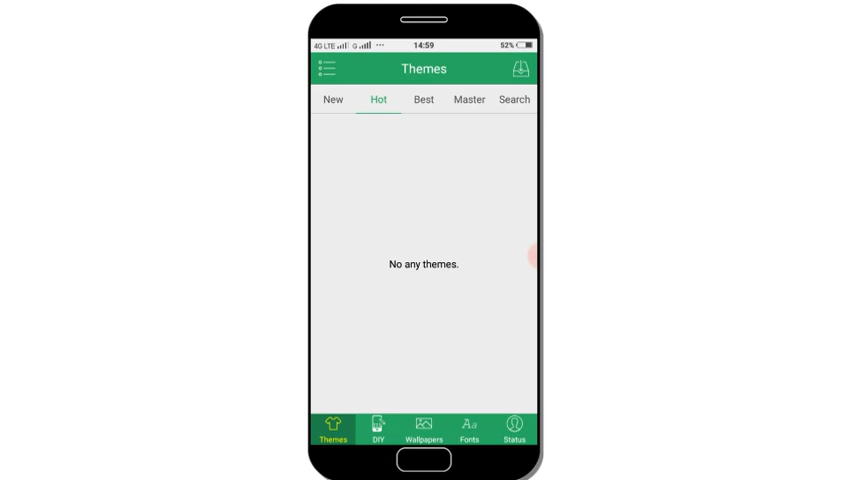 4G LTE G ... 14:59 52%
Themes
New Hot Best Master Search
No any themes.
Themes DIY Wallpapers Fonts Status